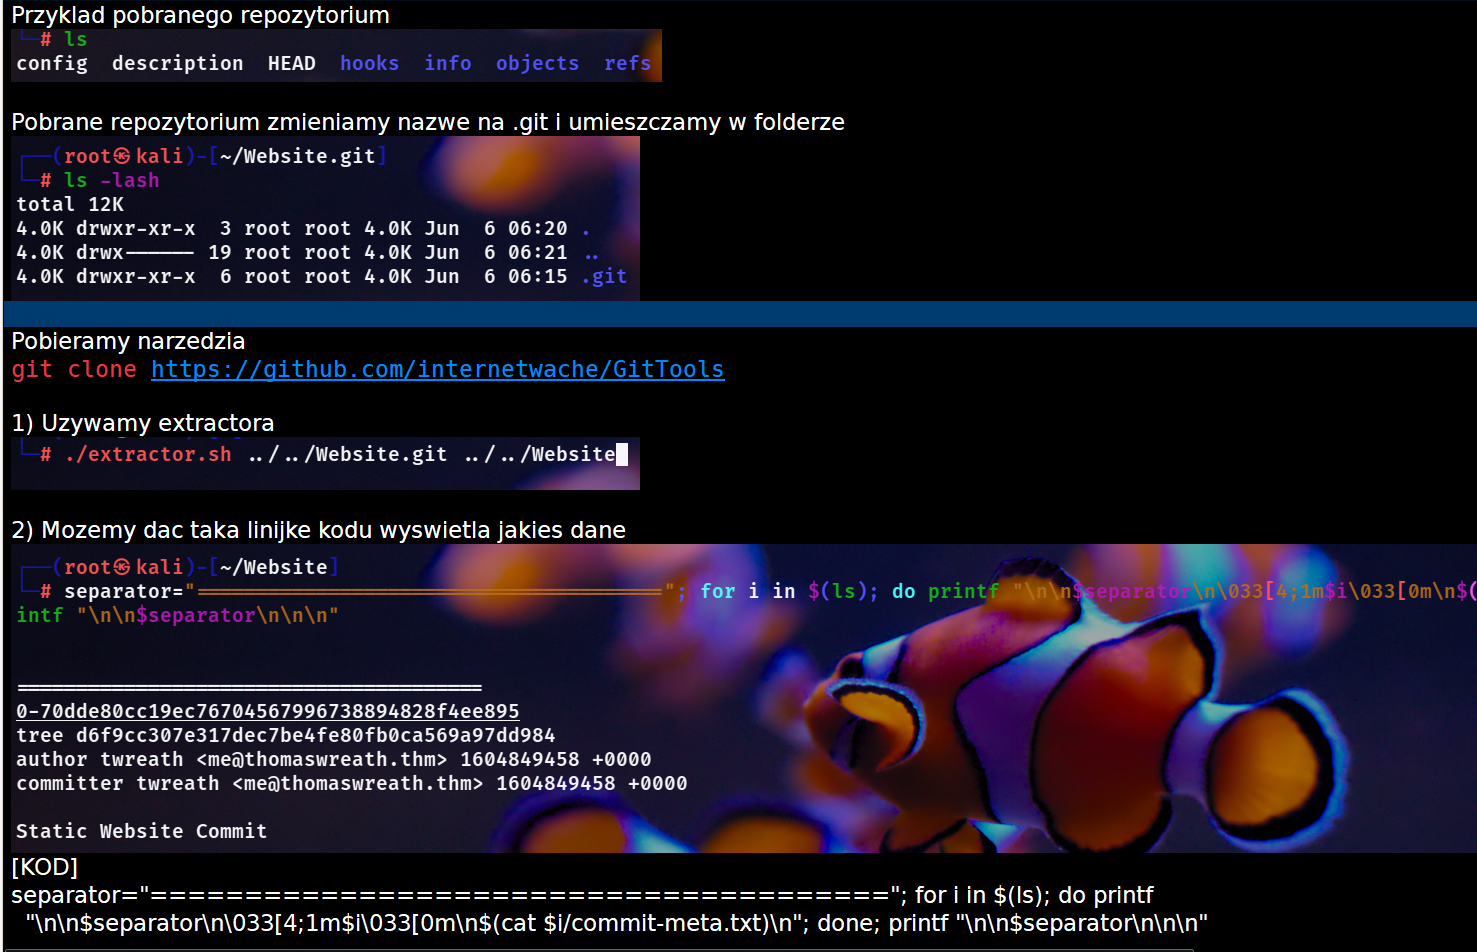 Przyklad pobranego repozytorium
└─# ls
config  description  HEAD  hooks  info  objects  refs
Pobrane repozytorium zmieniamy nazwe na .git i umieszczamy w folderze
┌──(root㉿kali)-[~/Website.git]
└─# ls -lash
total 12K
4.0K drwxr-xr-x  3 root root 4.0K Jun  6 06:20 .
4.0K drwx------ 19 root root 4.0K Jun  6 06:21 ..
4.0K drwxr-xr-x  6 root root 4.0K Jun  6 06:15 .git
Pobieramy narzedzia
git clone https://github.com/internetwache/GitTools
1) Uzywamy extractora
└─# ./extractor.sh ../../Website.git ../../Website
2) Mozemy dac taka linijke kodu wyswietla jakies dane
┌──(root㉿kali)-[~/Website]
└─# separator="======================================="; for i in $(ls); do printf "\n\n$separator\n\033[4;1m$i\033[0m\n$(
intf "\n\n$separator\n\n\n"
=======================================
0-70dde80cc19ec76704567996738894828f4ee895
tree d6f9cc307e317dec7be4fe80fb0ca569a97dd984
author twreath <me@thomaswreath.thm> 1604849458 +0000
committer twreath <me@thomaswreath.thm> 1604849458 +0000
Static Website Commit
[KOD]
separator="======================================="; for i in $(ls); do printf
"\n\n$separator\n\033[4;1m$i\033[0m\n$(cat $i/commit-meta.txt)\n"; done; printf "\n\n$separator\n\n\n"